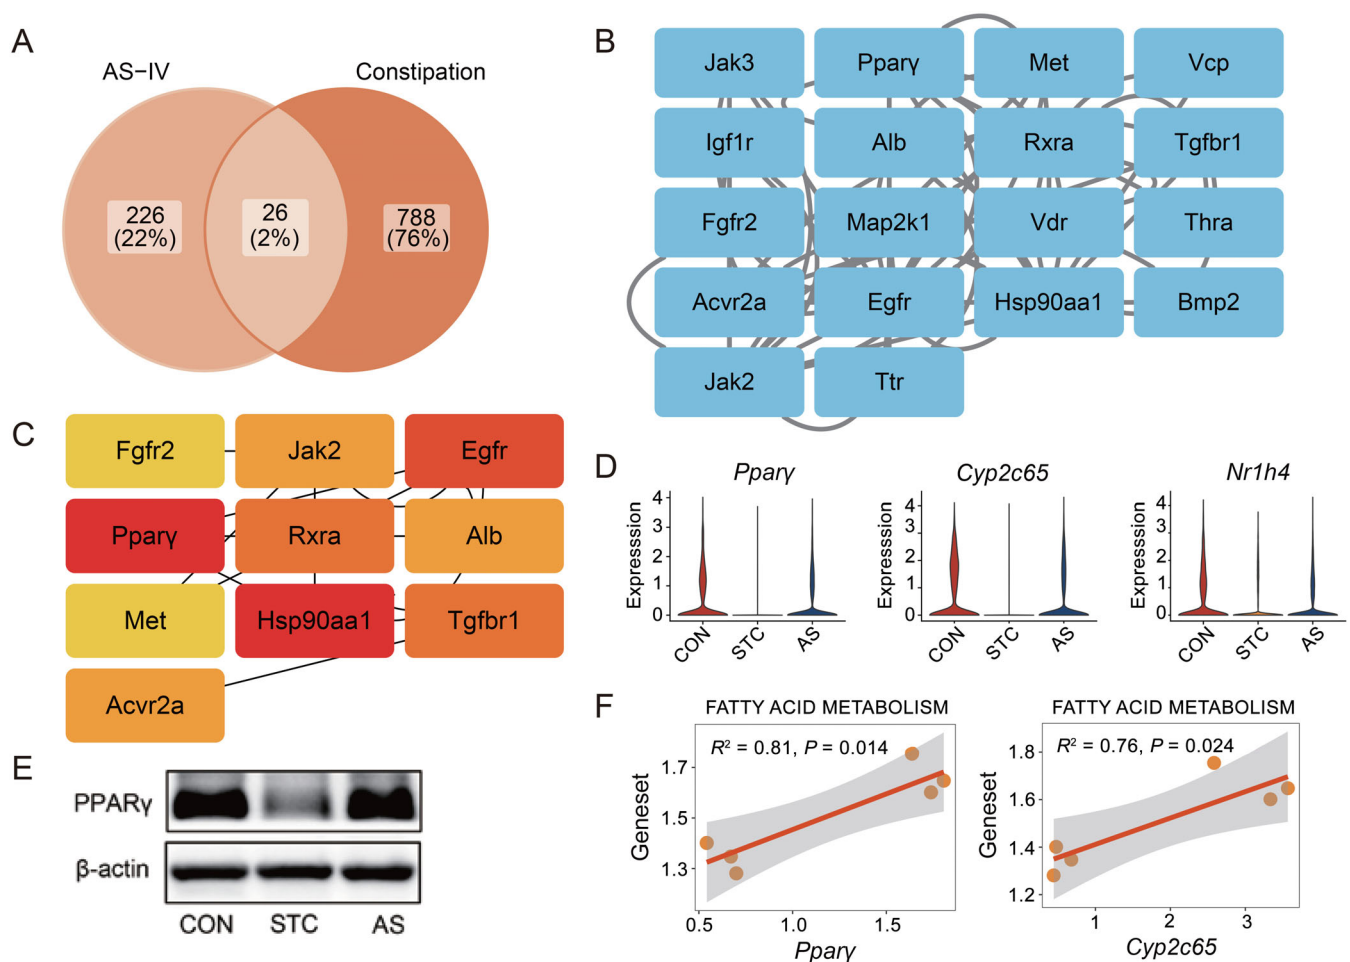 A
AS−IV
Constipation
226
(22%)
26
(2%)
788
(76%)
B
Jak3
Pparγ
Met
Vcp
Igf1r
Alb
Rxra
Tgfbr1
Fgfr2
Map2k1
Vdr
Thra
Acvr2a
Egfr
Hsp90aa1
Bmp2
Jak2
Ttr
C
Fgfr2
Jak2
Egfr
Pparγ
Rxra
Alb
Met
Hsp90aa1
Tgfbr1
Acvr2a
D
Pparγ
Expresssion
4
3
2
1
0
CON
STC
AS
Cyp2c65
Expresssion
4
3
2
1
0
CON
STC
AS
Nr1h4
Expresssion
4
3
2
1
0
CON
STC
AS
E
PPARγ
β-actin
CON STC AS
F
FATTY ACID METABOLISM
R² = 0.81, P = 0.014
Geneset
1.7
1.5
1.3
0.5 1.0 1.5
Pparγ
FATTY ACID METABOLISM
R² = 0.76, P = 0.024
Geneset
1.8
1.6
1.4
1.2
1 2 3
Cyp2c65